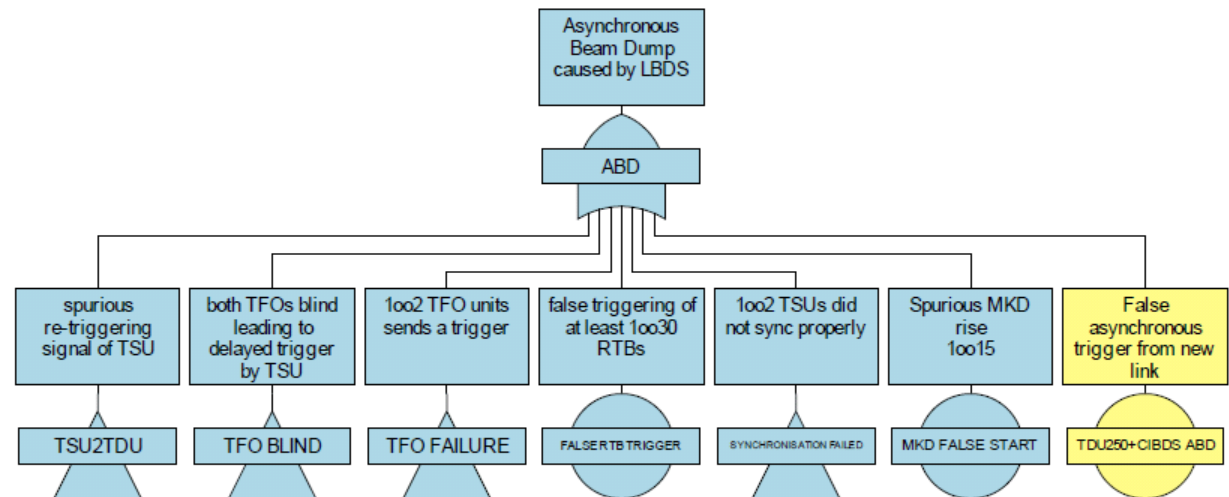 Asynchronous
Beam Dump
caused by LBDS
ABD
spurious
re-triggering
signal of TSU
both TFOs blind
leading to
delayed trigger
by TSU
1oo2 TFO units
sends a trigger
false triggering of
at least 1oo30
RTBs
1oo2 TSUs did
not sync properly
Spurious MKD
rise
1oo15
False
asynchronous
trigger from new
link
TSU2TDU
TFO BLIND
TFO FAILURE
FALSE RTB TRIGGER
SYNCHRONISATION FAILED
MKD FALSE START
TDU250+CIBDS ABD